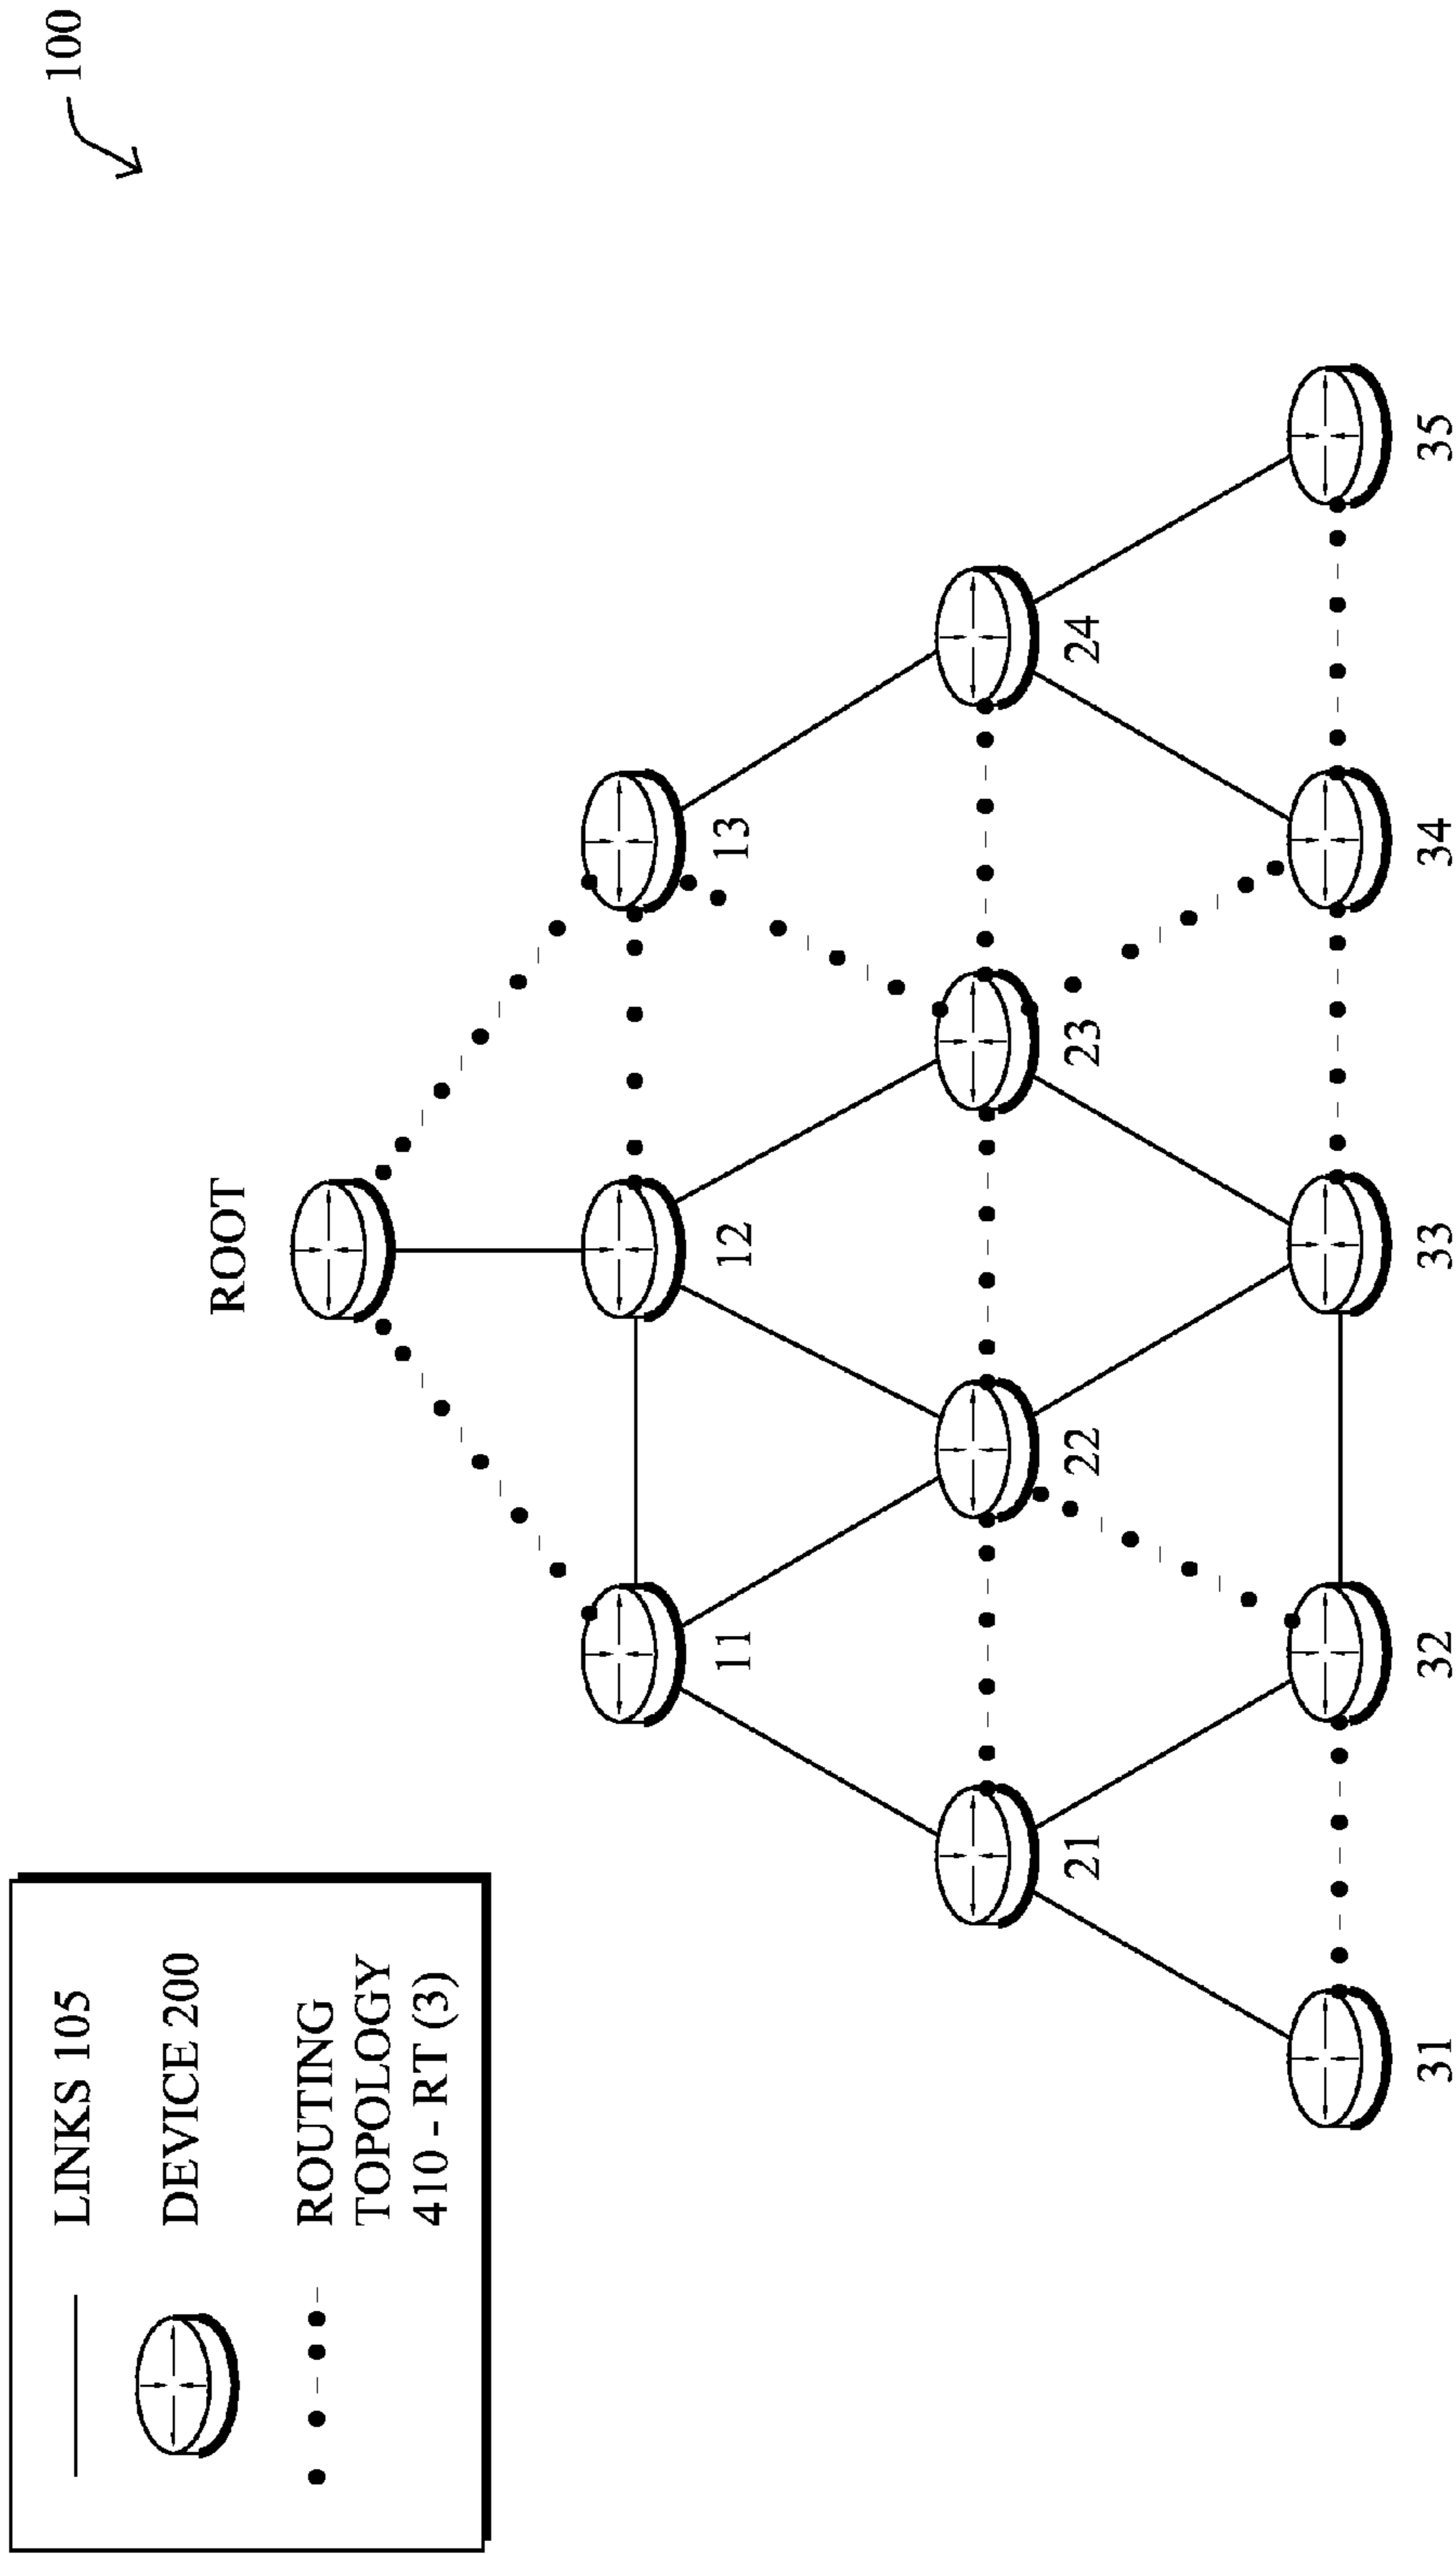 100
LINKS 105
DEVICE 200
ROUTING
TOPOLOGY
410 - RT (3)
ROOT
11
12
13
21
22
23
24
31
32
33
34
35